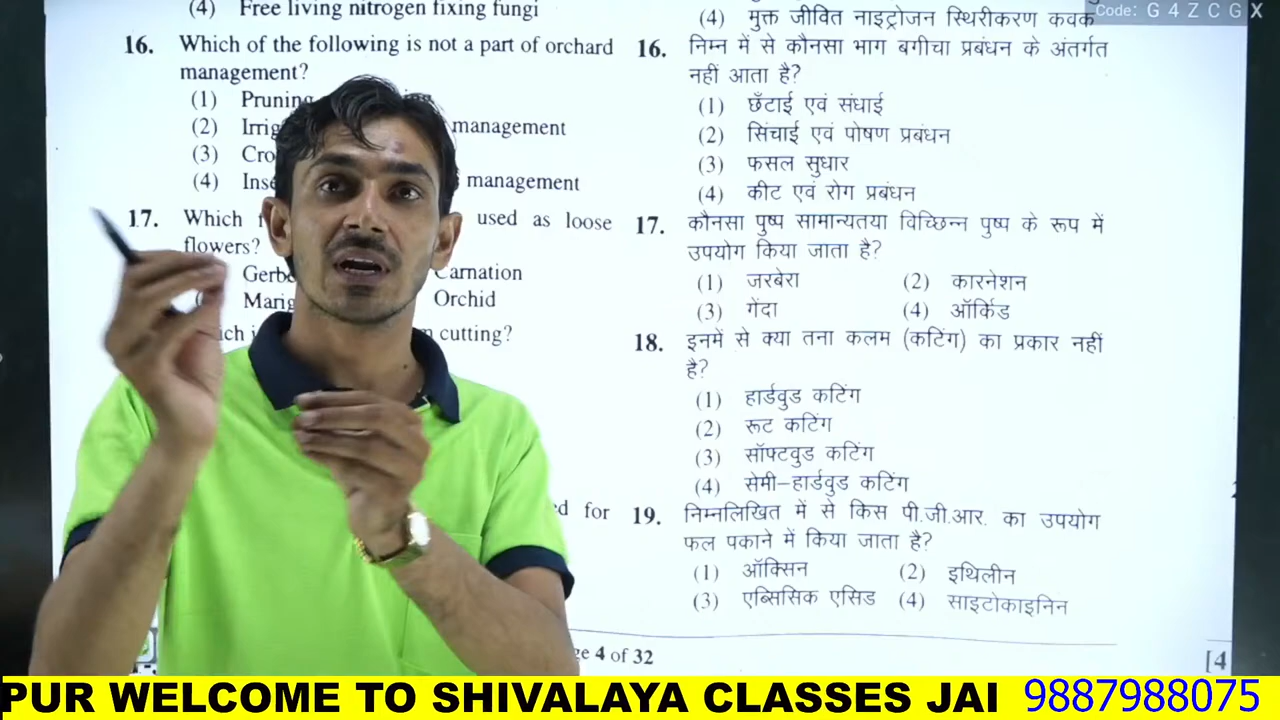 (4) Free living nitrogen fixing fungi
16. Which of the following is not a part of orchard
management?
(1) Pruning
(2) management
(3)
(4) management
17. Which used as loose
flowers?
Carnation
Orchid
cutting?
for
4 of 32
(4) मुक्त जीवित नाइट्रोजन स्थिरीकरण कवक
Code: G 4 Z C G X
16. निम्न में से कौनसा भाग बगीचा प्रबंधन के अंतर्गत
नहीं आता है?
(1) छँटाई एवं संधाई
(2) सिंचाई एवं पोषण प्रबंधन
(3) फसल सुधार
(4) कीट एवं रोग प्रबंधन
17. कौनसा पुष्प सामान्यतया विच्छिन्न पुष्प के रूप में
उपयोग किया जाता है?
(1) जरबेरा (2) कारनेशन
(3) गेंदा (4) ऑर्किड
18. इनमें से क्या तना कलम (कटिंग) का प्रकार नहीं
है?
(1) हार्डवुड कटिंग
(2) रूट कटिंग
(3) सॉफ्टवुड कटिंग
(4) सेमी-हार्डवुड कटिंग
19. निम्नलिखित में से किस पी.जी.आर. का उपयोग
फल पकाने में किया जाता है?
(1) ऑक्सिन (2) इथिलीन
(3) एब्सिसिक एसिड (4) साइटोकाइनिन
[4
PUR WELCOME TO SHIVALAYA CLASSES JAI 9887988075